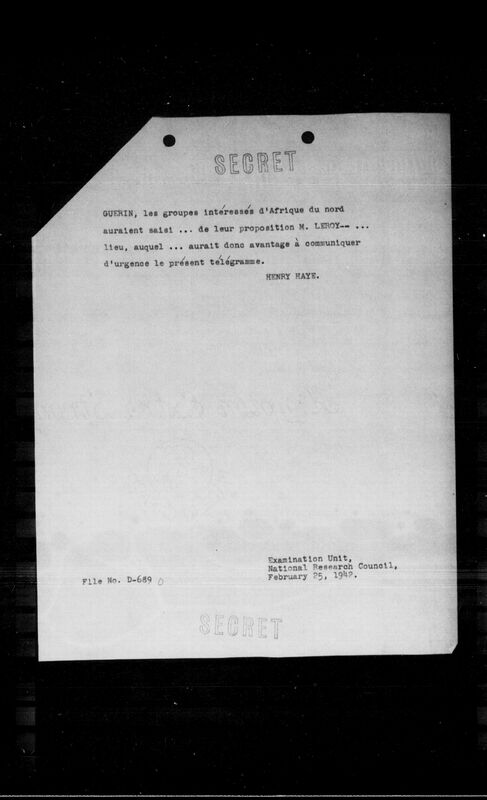 SECRET
GUERIN, les groupes intéressés d'Afrique du nord
auraient saisi ... de leur proposition M. LEROY-- ...
lieu, auquel ... aurait donc avantage à communiquer
d'urgence le présent télégramme.
HENRY HAYE.
Examination Unit,
National Research Council,
February 25, 1942.
File No. D-689
SECRET